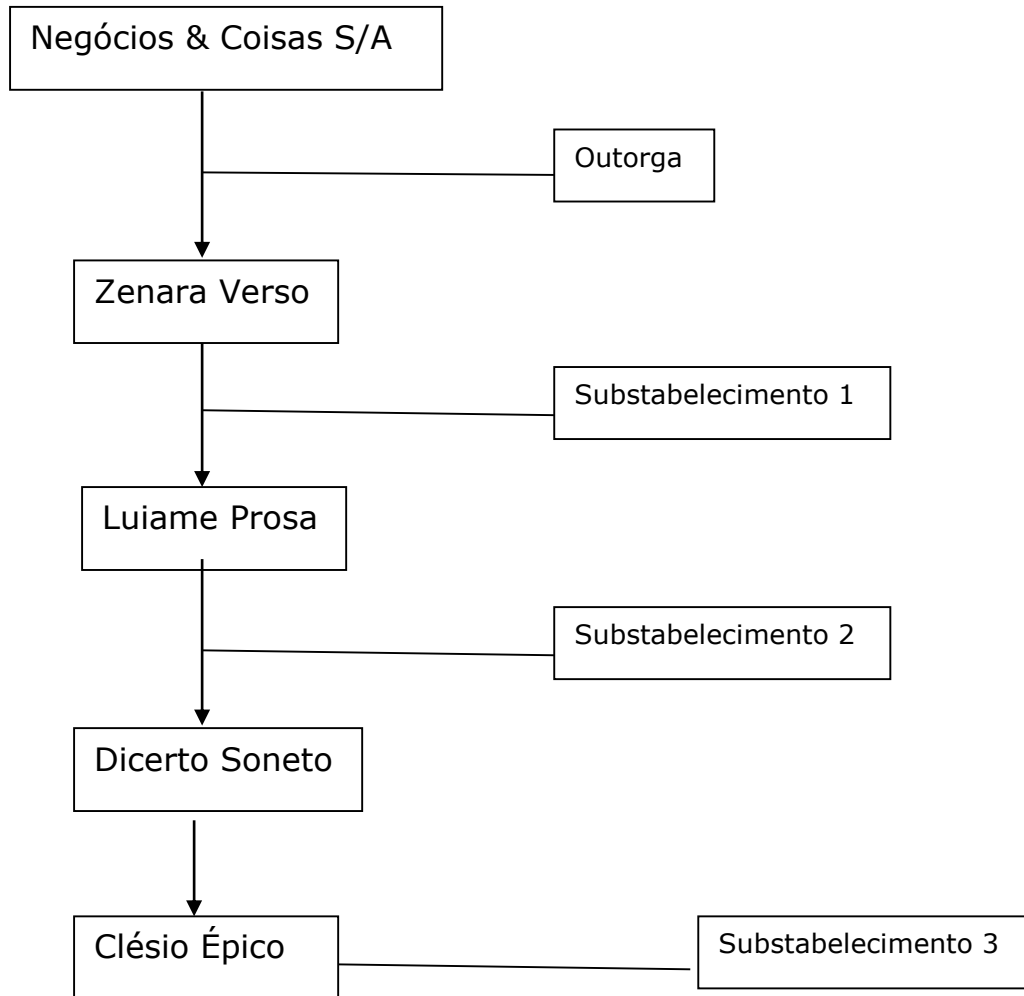 Negócios & Coisas S/A
Outorga
Zenara Verso
Substabelecimento 1
Luiame Prosa
Substabelecimento 2
Dicerto Soneto
Clésio Épico
Substabelecimento 3